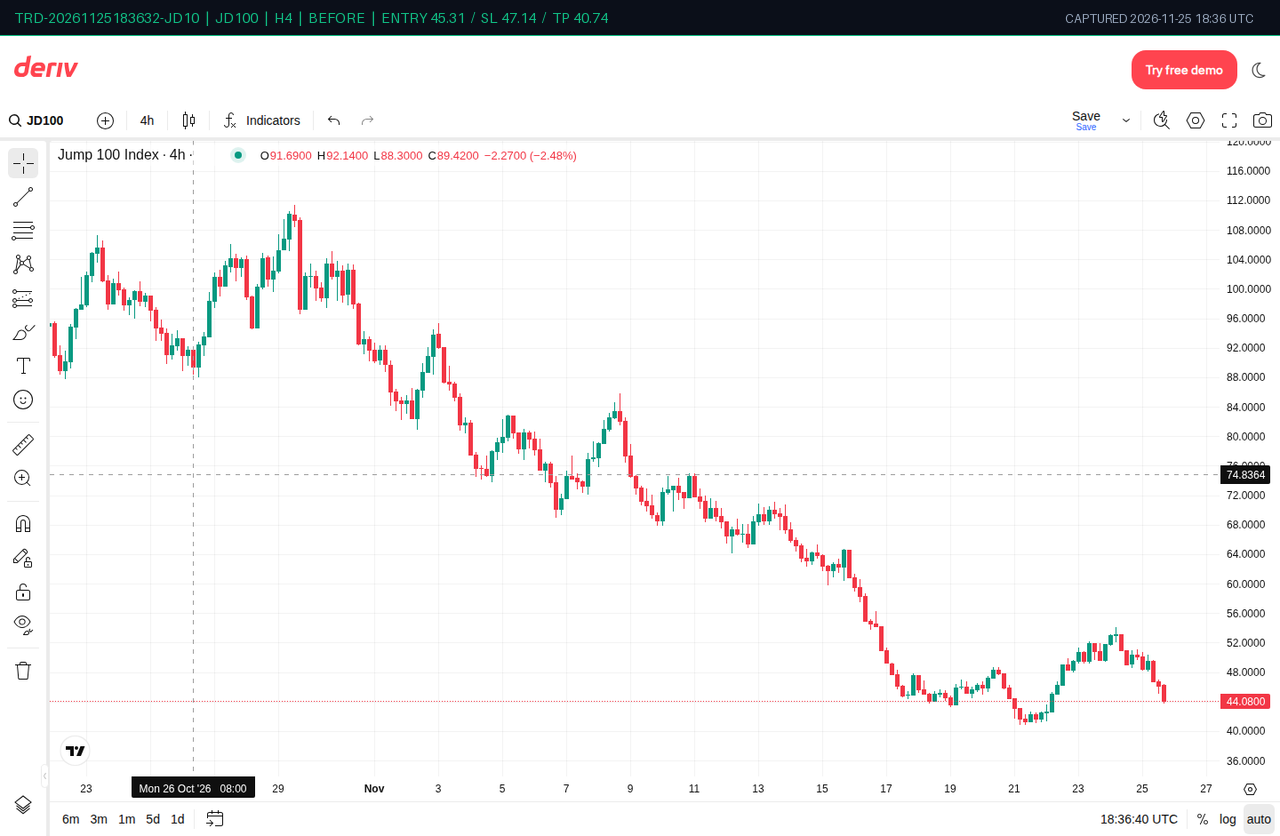 TRD-20261125183632-JD10 | JD100 | H4 | BEFORE | ENTRY 45.31 / SL 47.14 / TP 40.74
CAPTURED 2026-11-25 18:36 UTC
deriv
Try free demo
JD100
4h
Indicators
Save
Save
Jump 100 Index · 4h ·
O91.6900 H92.1400 L88.3000 C89.4200 −2.2700 (−2.48%)
120.0000
116.0000
112.0000
108.0000
104.0000
100.0000
96.0000
92.0000
88.0000
84.0000
80.0000
76.0000
74.8364
72.0000
68.0000
64.0000
60.0000
56.0000
52.0000
48.0000
44.0800
40.0000
36.0000
23
Mon 26 Oct '26 08:00
29
Nov
3
5
7
9
11
13
15
17
19
21
23
25
27
6m 3m 1m 5d 1d
18:36:40 UTC
% log auto